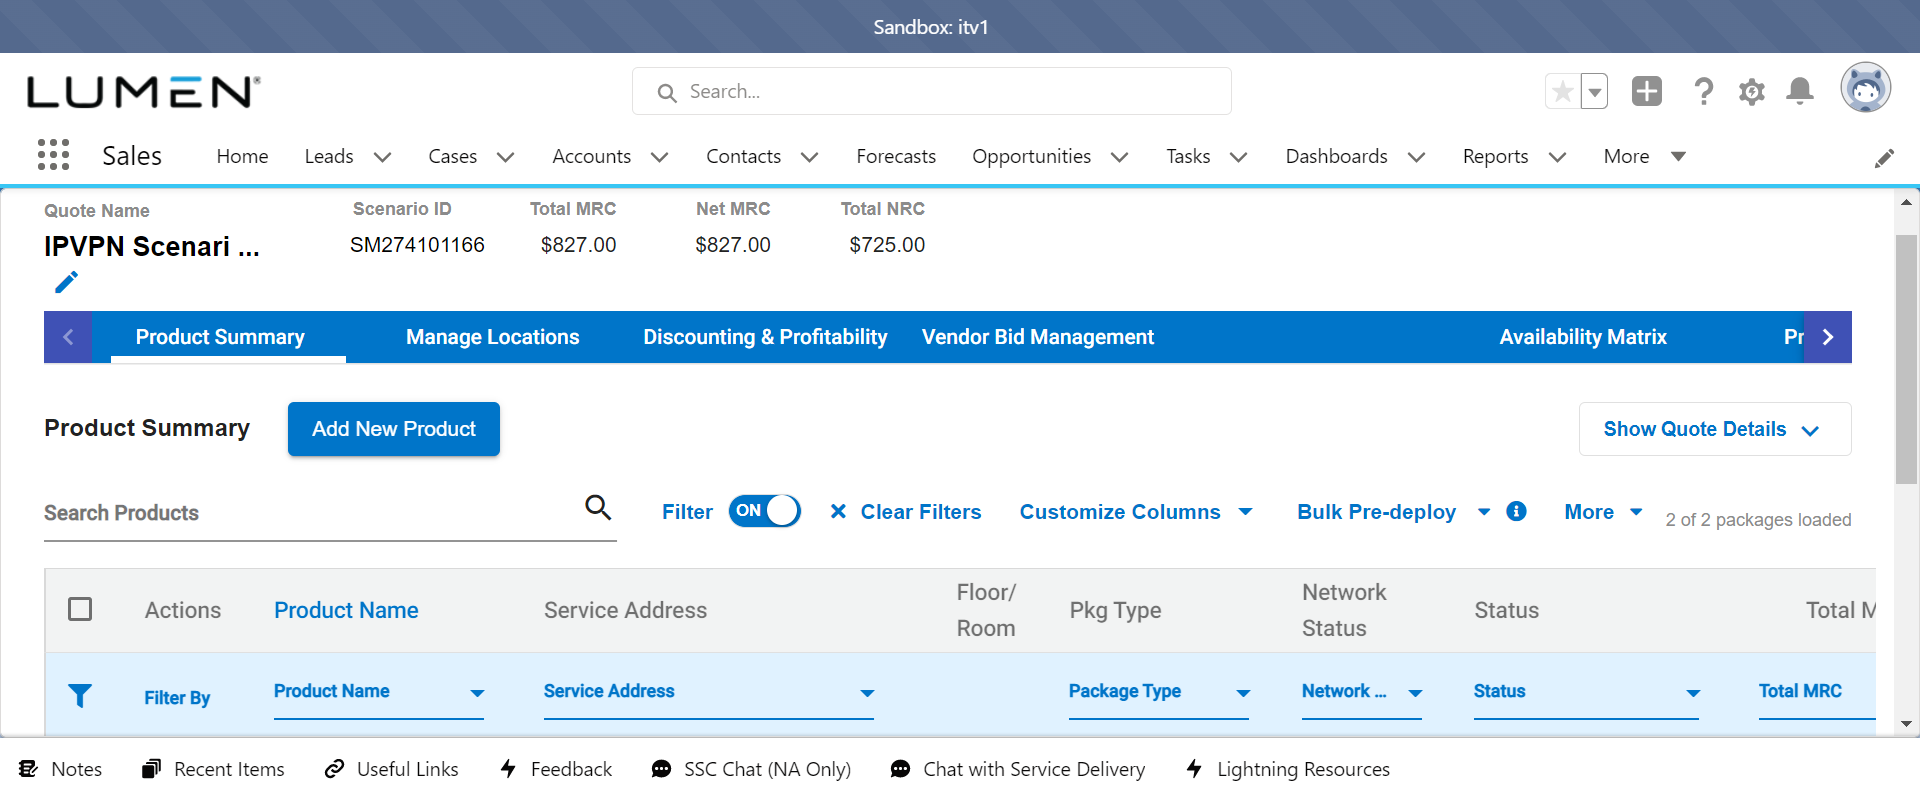 Sandbox: itv1
LUMEN
Search...
Sales Home Leads Cases Accounts Contacts Forecasts Opportunities Tasks Dashboards Reports More
Quote Name Scenario ID Total MRC Net MRC Total NRC
IPVPN Scenari ... SM274101166 $827.00 $827.00 $725.00
Product Summary Manage Locations Discounting & Profitability Vendor Bid Management Availability Matrix Pr
Product Summary Add New Product Show Quote Details
Search Products Filter ON Clear Filters Customize Columns Bulk Pre-deploy More 2 of 2 packages loaded
Actions Product Name Service Address Floor/ Room Pkg Type Network Status Status Total M
Filter By Product Name Service Address Package Type Network ... Status Total MRC
Notes Recent Items Useful Links Feedback SSC Chat (NA Only) Chat with Service Delivery Lightning Resources